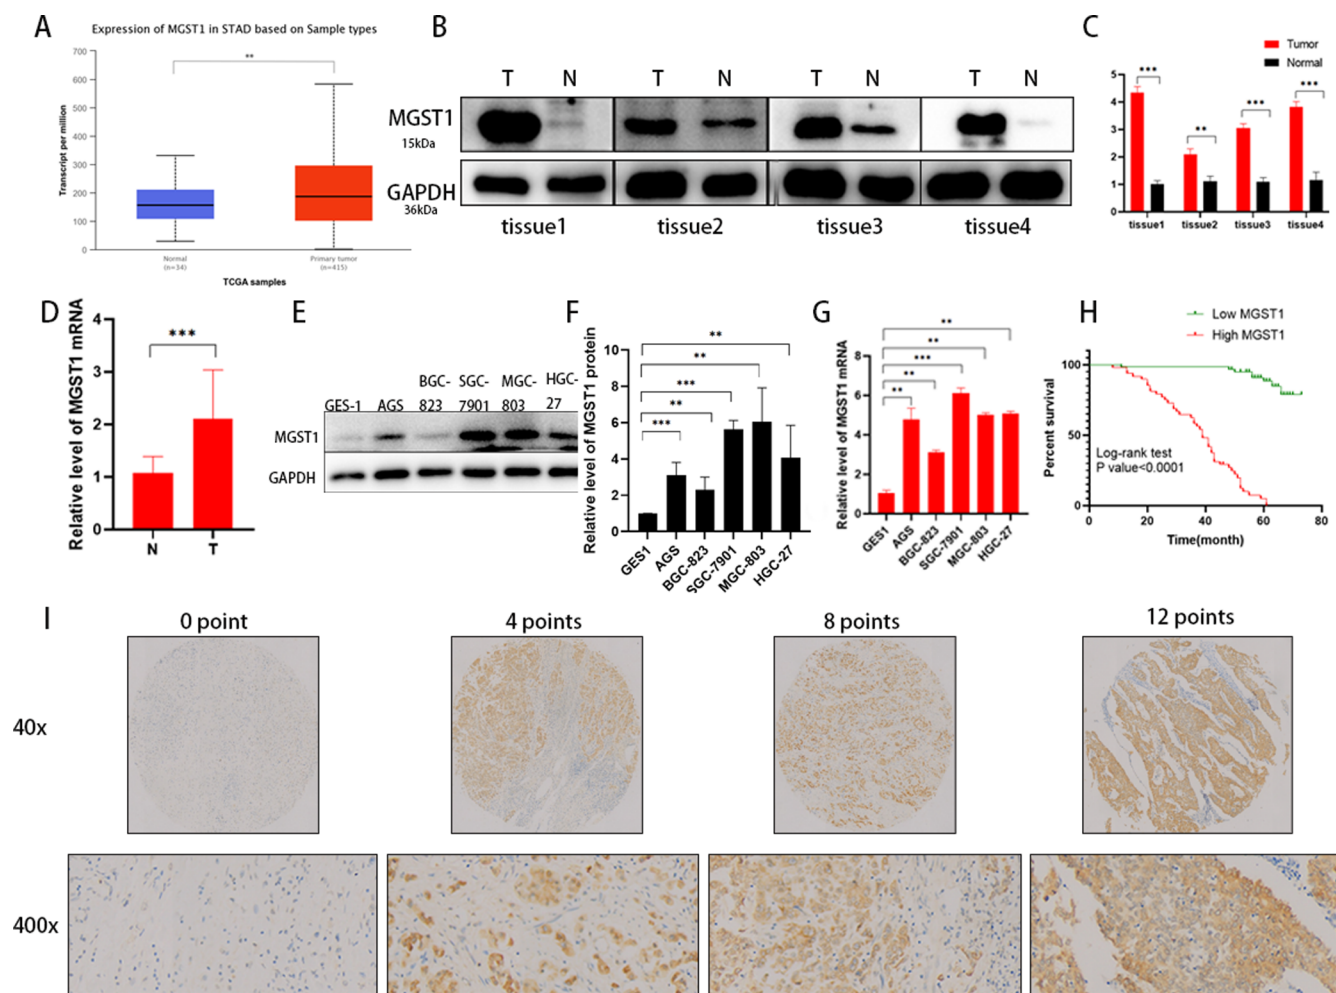 A
Expression of MGST1 in STAD based on Sample types
700
600
500
400
300
200
100
0
Transcript per million
**
Normal
(n=34)
Primary tumor
(n=415)
TCGA samples
B
T N T N T N T N
MGST1
15kDa
GAPDH
36kDa
tissue1 tissue2 tissue3 tissue4
C
Tumor
Normal
5
4
3
2
1
0
*** ** *** ***
tissue1 tissue2 tissue3 tissue4
D
Relative level of MGST1 mRNA
4
3
2
1
0
***
N T
E
GES-1 AGS BGC-823 SGC-7901 MGC-803 HGC-27
MGST1
GAPDH
F
Relative level of MGST1 protein
10
8
6
4
2
0
**
**
***
**
***
GES1 AGS BGC-823 SGC-7901 MGC-803 HGC-27
G
Relative level of MGST1 mRNA
8
6
4
2
0
**
**
***
**
**
GES1 AGS BGC-823 SGC-7901 MGC-803 HGC-27
H
Low MGST1
High MGST1
Percent survival
100
50
0
Log-rank test
P value<0.0001
0 20 40 60 80
Time(month)
I
0 point 4 points 8 points 12 points
40x
400x